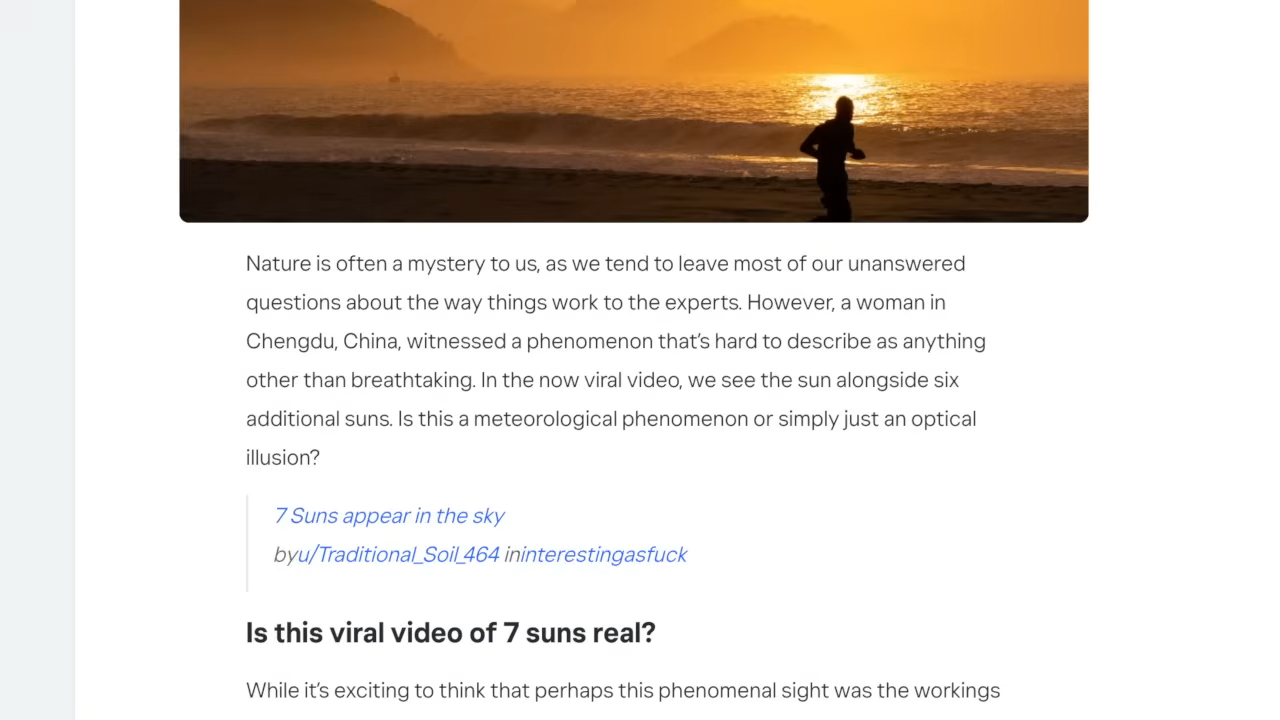 Nature is often a mystery to us, as we tend to leave most of our unanswered
questions about the way things work to the experts. However, a woman in
Chengdu, China, witnessed a phenomenon that’s hard to describe as anything
other than breathtaking. In the now viral video, we see the sun alongside six
additional suns. Is this a meteorological phenomenon or simply just an optical
illusion?
7 Suns appear in the sky
byu/Traditional_Soil_464 ininterestingasfuck
Is this viral video of 7 suns real?
While it’s exciting to think that perhaps this phenomenal sight was the workings